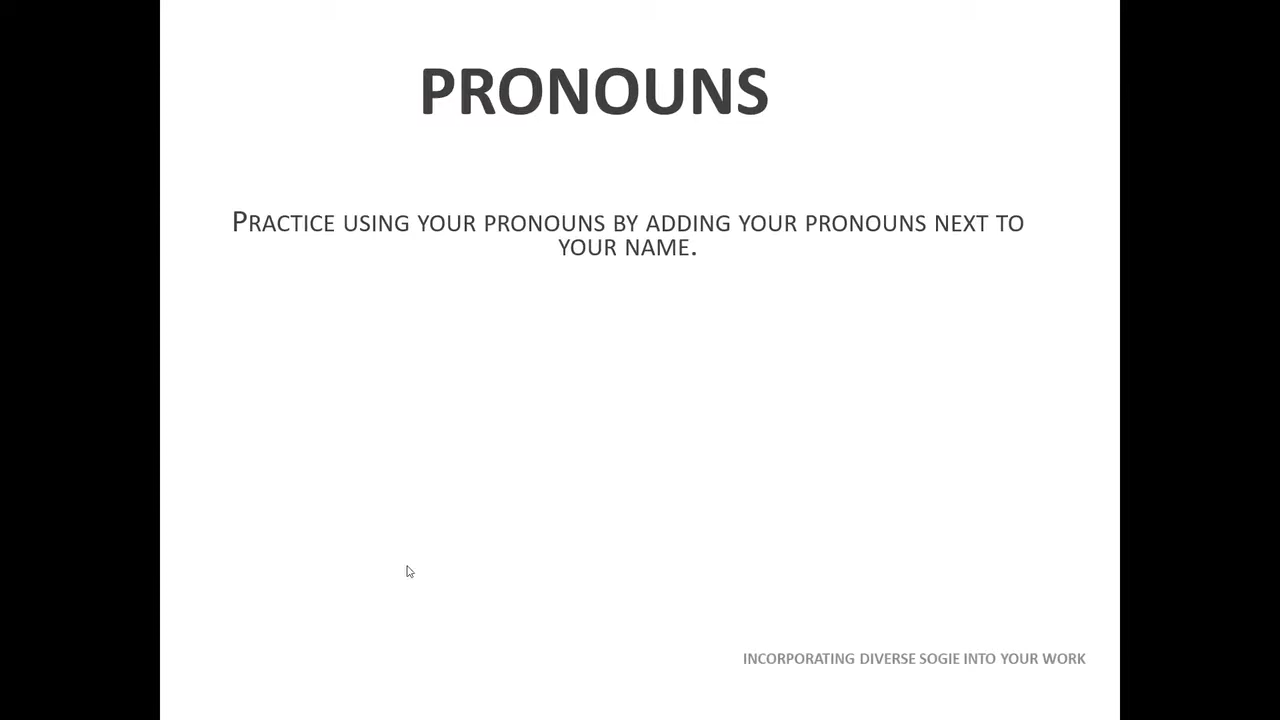 PRONOUNS
PRACTICE USING YOUR PRONOUNS BY ADDING YOUR PRONOUNS NEXT TO
YOUR NAME.
INCORPORATING DIVERSE SOGIE INTO YOUR WORK